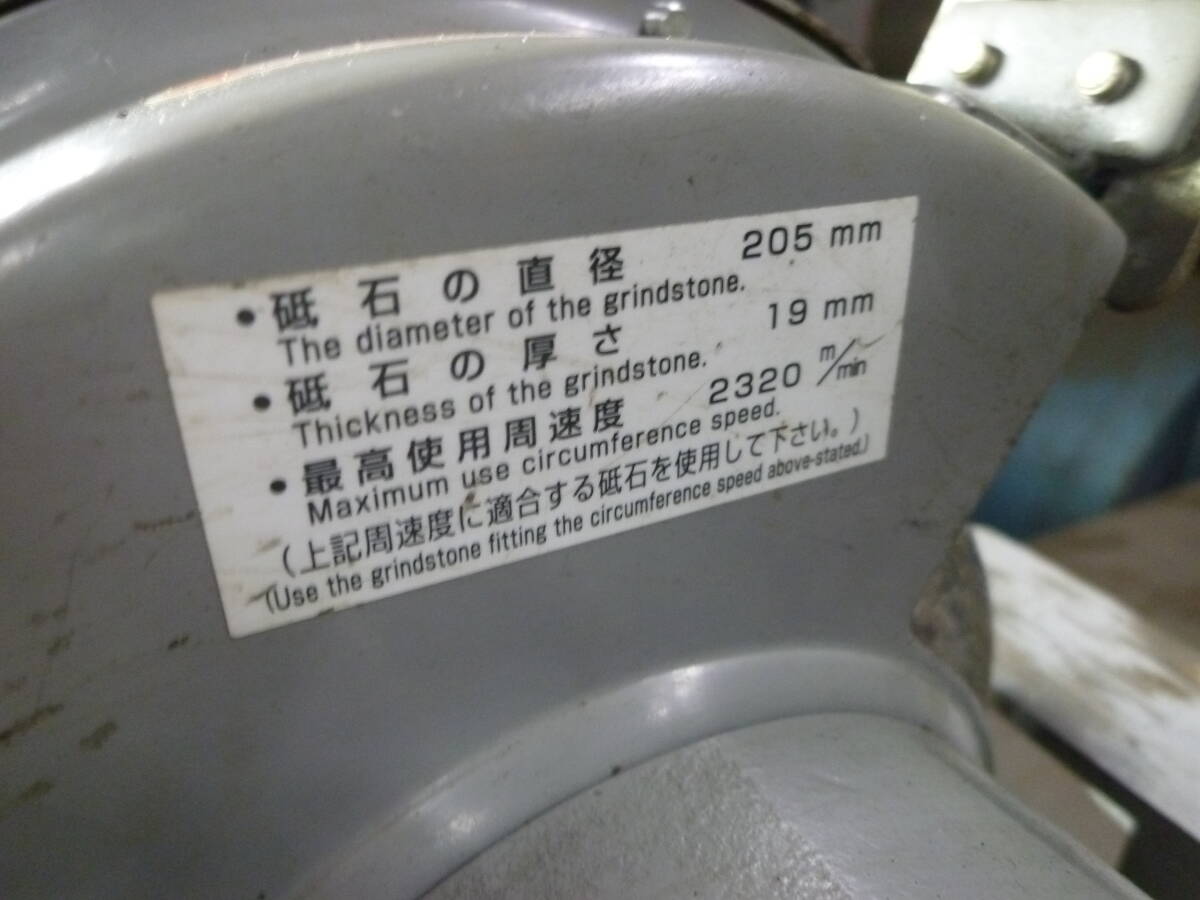 • 砥石の直径 205 mm
The diameter of the grindstone.
• 砥石の厚さ 19 mm
Thickness of the grindstone.
• 最高使用周速度 2320 m/min
Maximum use circumference speed.
(上記周速度に適合する砥石を使用して下さい。)
(Use the grindstone fitting the circumference speed above-stated.)